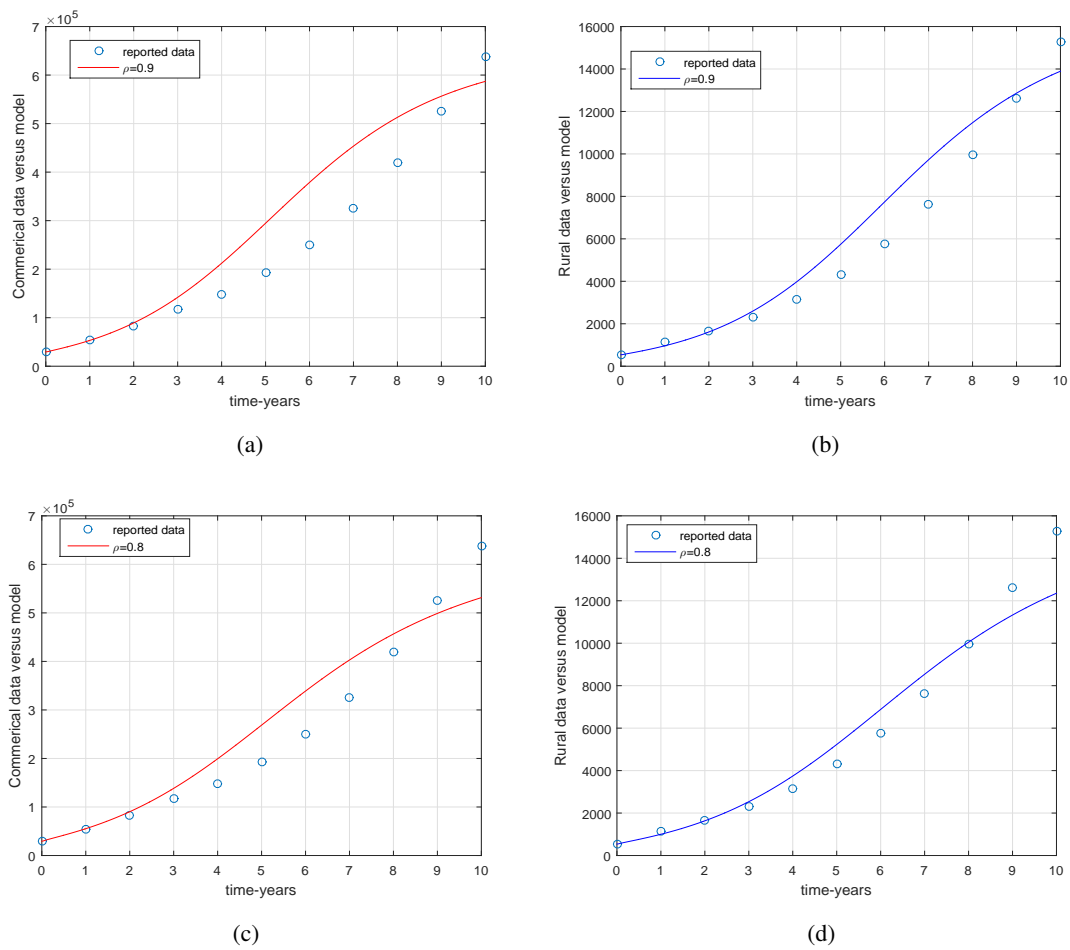 ×10^5
7
6
5
4
3
2
1
0
Commerical data versus model
reported data
ρ=0.9
0 1 2 3 4 5 6 7 8 9 10
time-years
(a)
16000
14000
12000
10000
8000
6000
4000
2000
0
Rural data versus model
reported data
ρ=0.9
0 1 2 3 4 5 6 7 8 9 10
time-years
(b)
×10^5
7
6
5
4
3
2
1
0
Commerical data versus model
reported data
ρ=0.8
0 1 2 3 4 5 6 7 8 9 10
time-years
(c)
16000
14000
12000
10000
8000
6000
4000
2000
0
Rural data versus model
reported data
ρ=0.8
0 1 2 3 4 5 6 7 8 9 10
time-years
(d)